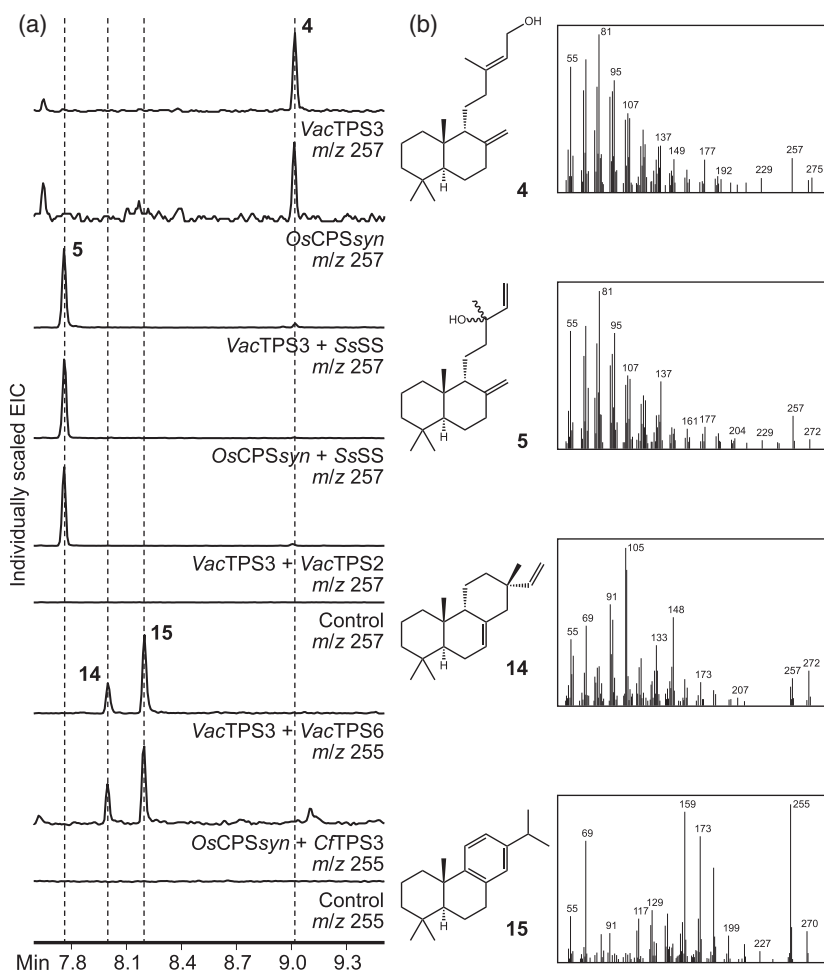 (a)
4
VacTPS3
m/z 257
OsCPSsyn
m/z 257
5
VacTPS3 + SsSS
m/z 257
OsCPSsyn + SsSS
m/z 257
VacTPS3 + VacTPS2
m/z 257
Control
m/z 257
15
14
VacTPS3 + VacTPS6
m/z 255
OsCPSsyn + CfTPS3
m/z 255
Control
m/z 255
Individually scaled EIC
Min 7.8 8.1 8.4 8.7 9.0 9.3
(b)
OH
H
4
55 81 95 107 137 149 177 192 229 257 275
HO
H
5
55 81 95 107 137 161 177 204 229 257 272
H
14
55 69 91 105 133 148 173 207 257 272
H
15
55 69 91 117 129 159 173 199 227 255 270